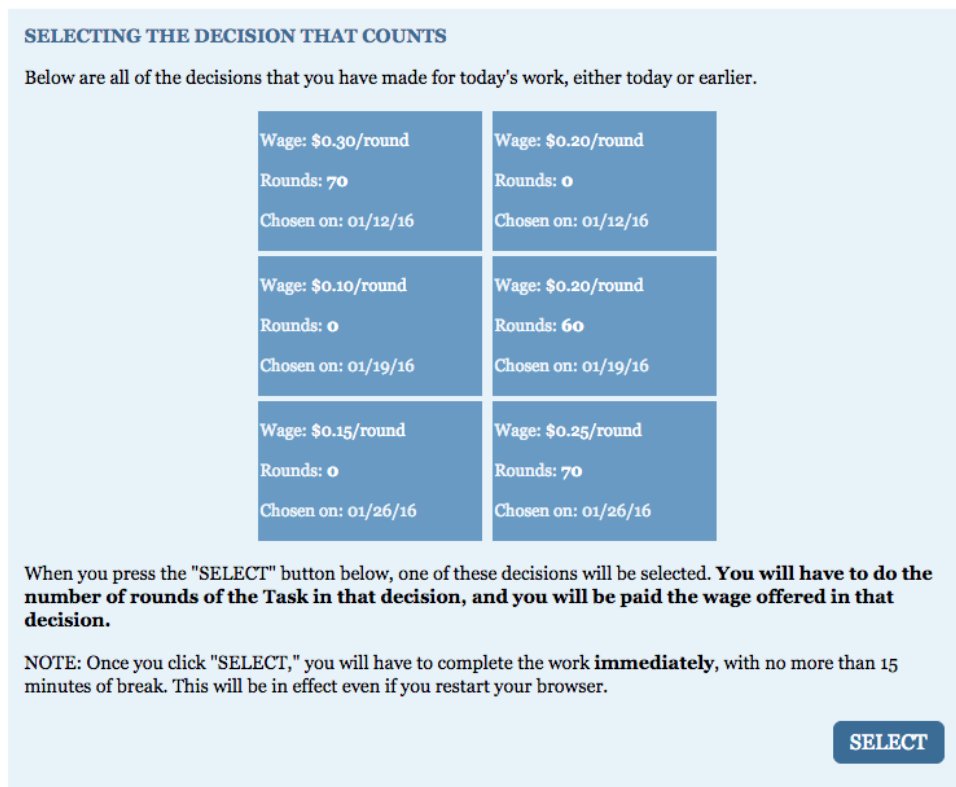 SELECTING THE DECISION THAT COUNTS
Below are all of the decisions that you have made for today's work, either today or earlier.
Wage: $0.30/round
Rounds: 70
Chosen on: 01/12/16
Wage: $0.20/round
Rounds: 0
Chosen on: 01/12/16
Wage: $0.10/round
Rounds: 0
Chosen on: 01/19/16
Wage: $0.20/round
Rounds: 60
Chosen on: 01/19/16
Wage: $0.15/round
Rounds: 0
Chosen on: 01/26/16
Wage: $0.25/round
Rounds: 70
Chosen on: 01/26/16
When you press the "SELECT" button below, one of these decisions will be selected. You will have to do the
number of rounds of the Task in that decision, and you will be paid the wage offered in that
decision.
NOTE: Once you click "SELECT," you will have to complete the work immediately, with no more than 15
minutes of break. This will be in effect even if you restart your browser.
SELECT